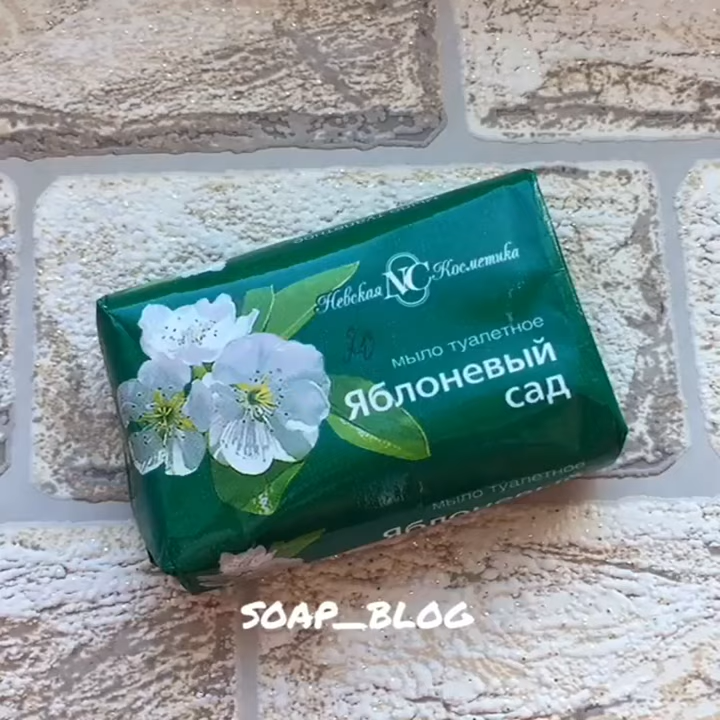 Невская NC Косметика
мыло туалетное
Яблоневый
сад
мыло туалетное
SOAP_BLOG